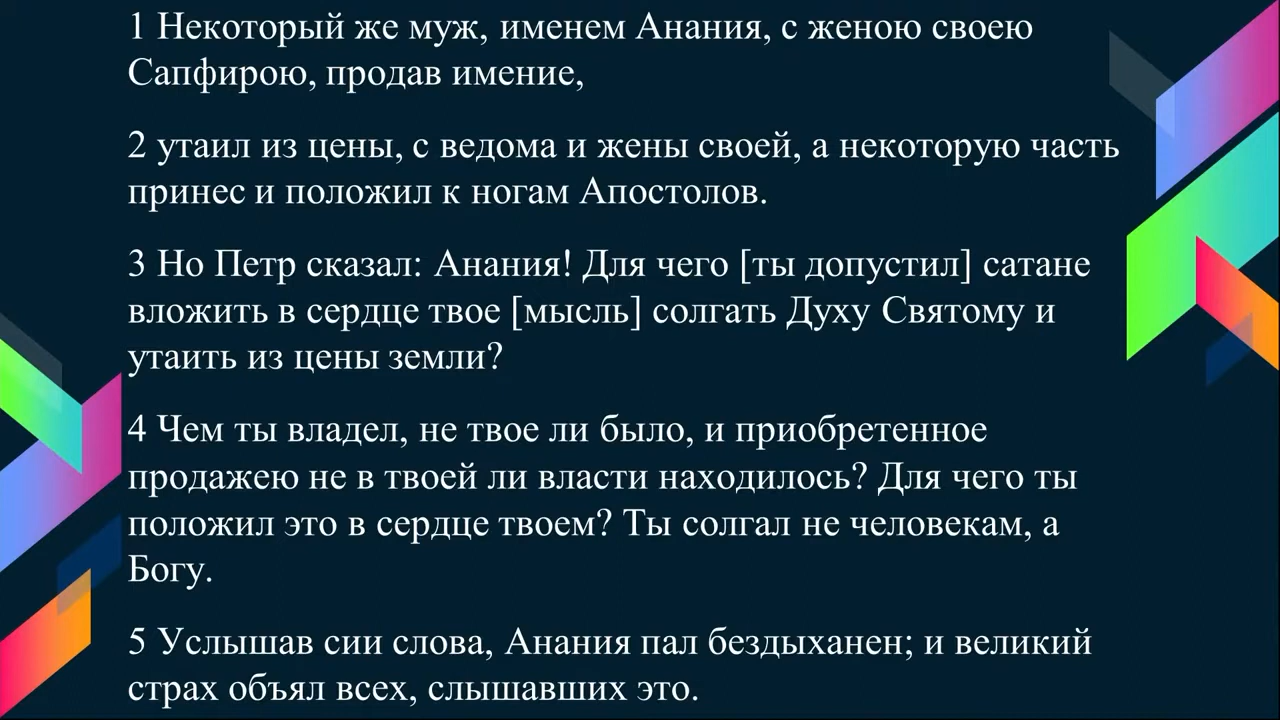 1 Некоторый же муж, именем Анания, с женою своею
Сапфирою, продав имение,
2 утаил из цены, с ведома и жены своей, а некоторую часть
принес и положил к ногам Апостолов.
3 Но Петр сказал: Анания! Для чего [ты допустил] сатане
вложить в сердце твое [мысль] солгать Духу Святому и
утаить из цены земли?
4 Чем ты владел, не твое ли было, и приобретенное
продажею не в твоей ли власти находилось? Для чего ты
положил это в сердце твоем? Ты солгал не человекам, а
Богу.
5 Услышав сии слова, Анания пал бездыханен; и великий
страх объял всех, слышавших это.